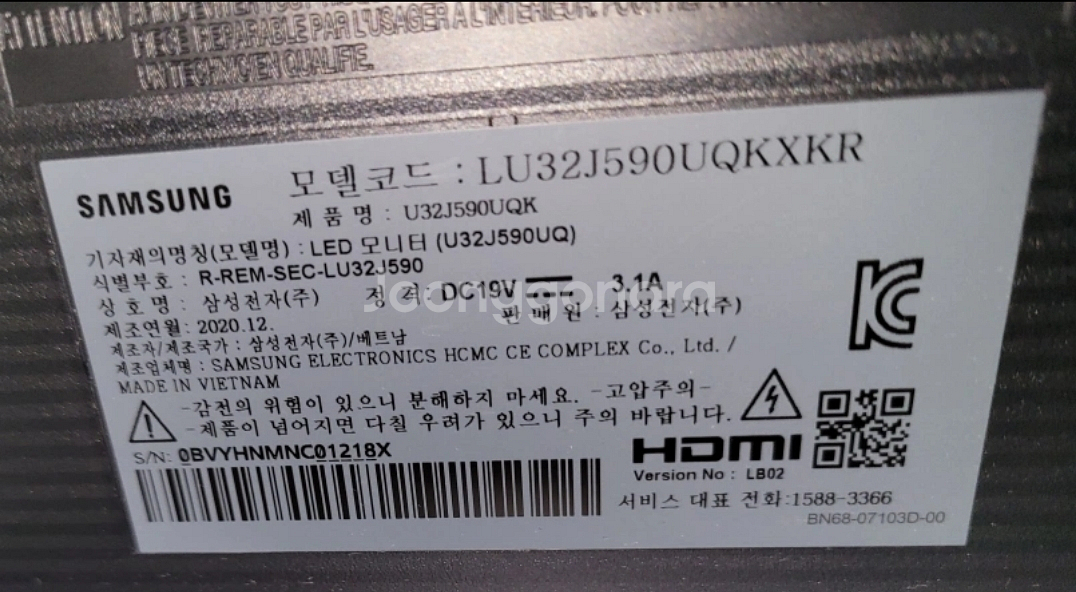 ATTENTION
PIECE REPARABLE PAR L'USAGER A L'INTERIEUR.
UN TECHNICIEN QUALIFIE.
SAMSUNG
모델코드 : LU32J590UQKXKR
제 품 명 : U32J590UQK
기자재의명칭(모델명) : LED 모니터 (U32J590UQ)
식별부호 : R-REM-SEC-LU32J590
상 호 명 : 삼성전자(주) 정 격 : DC19V 3.1A
제조연월: 2020.12. 판 매 원 : 삼성전자(주)
제조자/제조국가 : 삼성전자(주)/베트남
제조업체명 : SAMSUNG ELECTRONICS HCMC CE COMPLEX Co., Ltd. /
MADE IN VIETNAM
-감전의 위험이 있으니 분해하지 마세요. -고압주의-
-제품이 넘어지면 다칠 우려가 있으니 주의 바랍니다.
S/N: 0BVYHNMNC01218X
HDMI
Version No : LB02
서비스 대표 전화:1588-3366
BN68-07103D-00
KC
Joonggonara